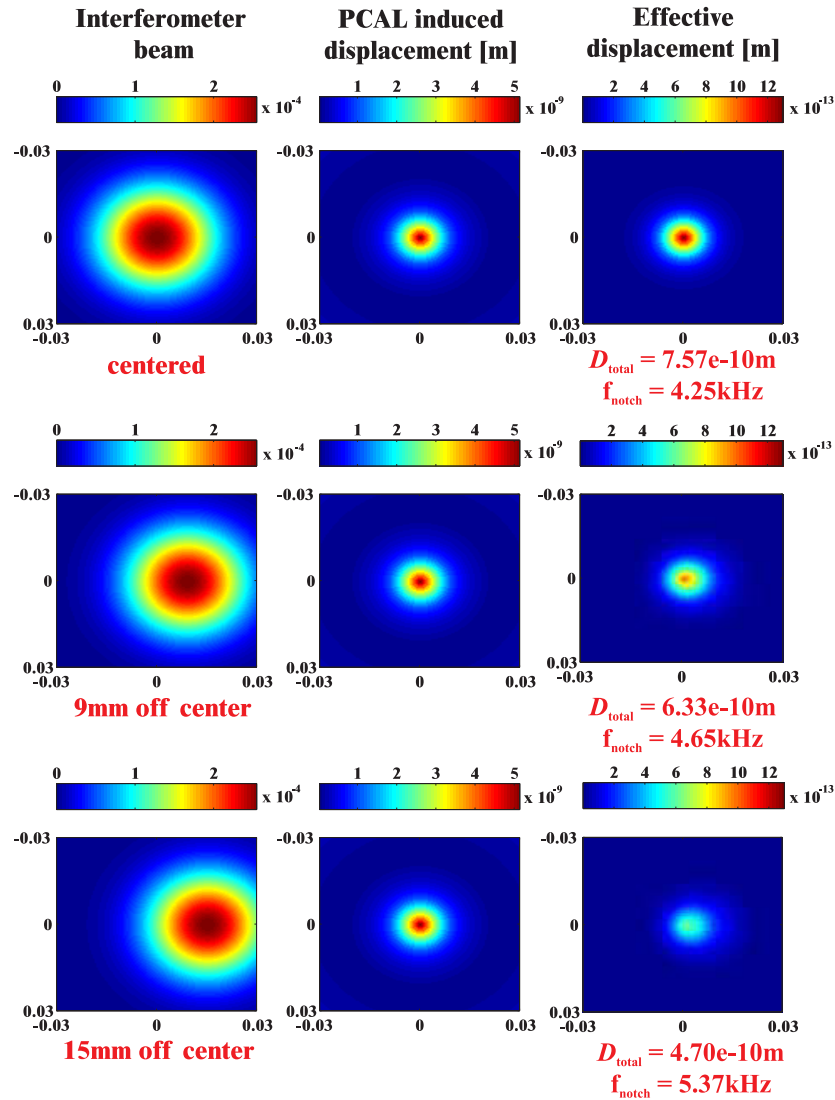 Interferometer beam
PCAL induced displacement [m]
Effective displacement [m]
0 1 2 x 10⁻⁴
1 2 3 4 5 x 10⁻⁹
2 4 6 8 10 12 x 10⁻¹³
-0.03 0 0.03
-0.03 0 0.03
centered
-0.03 0 0.03
-0.03 0 0.03
-0.03 0 0.03
-0.03 0 0.03
D_total = 7.57e-10m
f_notch = 4.25kHz
0 1 2 x 10⁻⁴
1 2 3 4 5 x 10⁻⁹
2 4 6 8 10 12 x 10⁻¹³
-0.03 0 0.03
-0.03 0 0.03
9mm off center
-0.03 0 0.03
-0.03 0 0.03
-0.03 0 0.03
-0.03 0 0.03
D_total = 6.33e-10m
f_notch = 4.65kHz
0 1 2 x 10⁻⁴
1 2 3 4 5 x 10⁻⁹
2 4 6 8 10 12 x 10⁻¹³
-0.03 0 0.03
-0.03 0 0.03
15mm off center
-0.03 0 0.03
-0.03 0 0.03
-0.03 0 0.03
-0.03 0 0.03
D_total = 4.70e-10m
f_notch = 5.37kHz